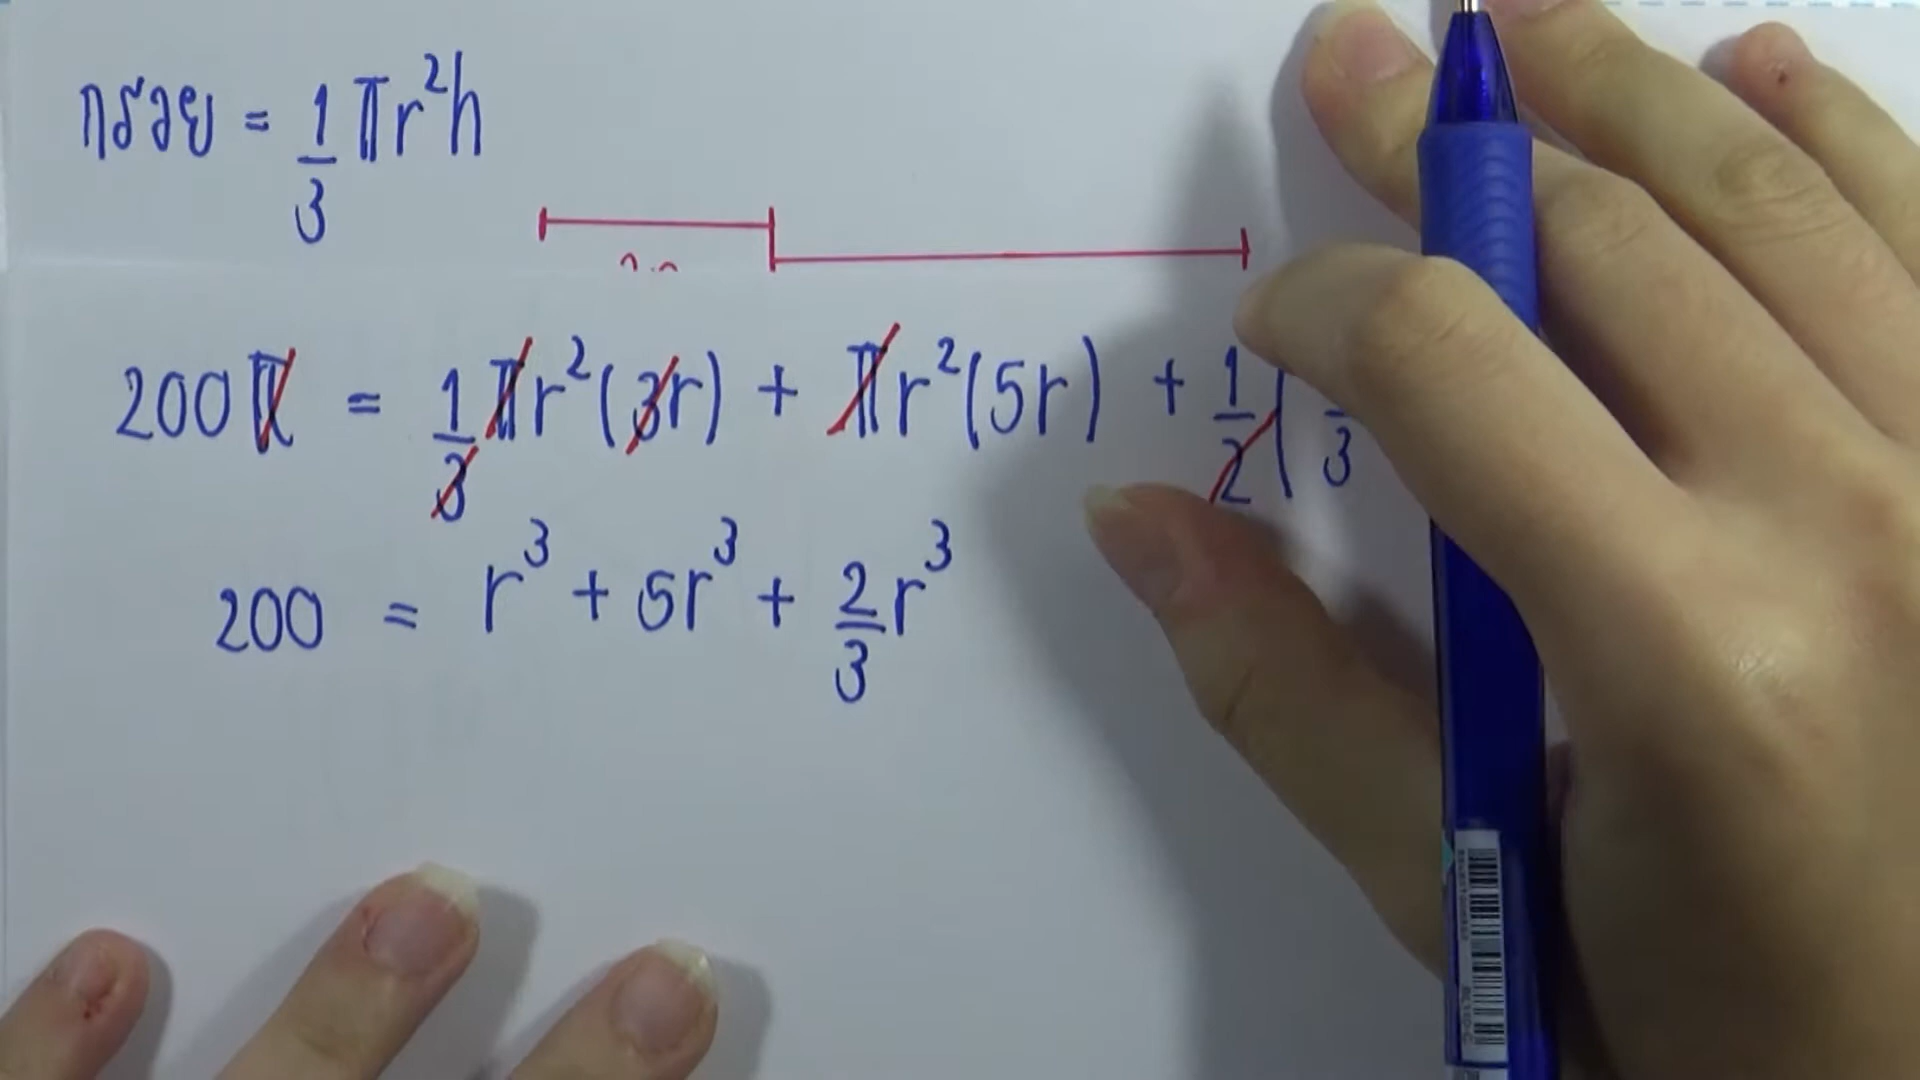 กรวย = 1/3 πr²h
200π = 1/3 πr²(3r) + πr²(5r) + 1/2( /3
200 = r³ + 5r³ + 2/3 r³